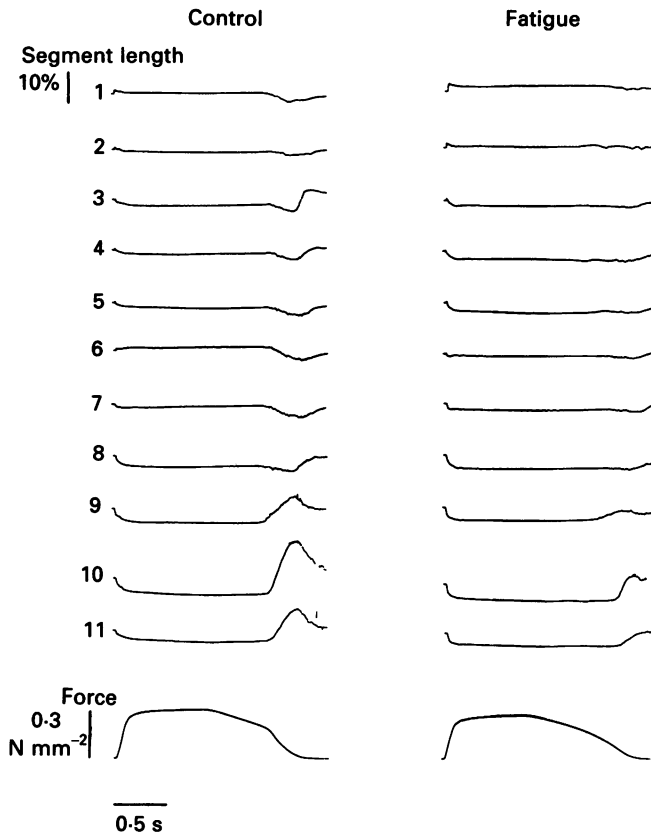 Control Fatigue
Segment length
10% 1
2
3
4
5
6
7
8
9
10
11
Force
0·3
N mm⁻²
0·5 s